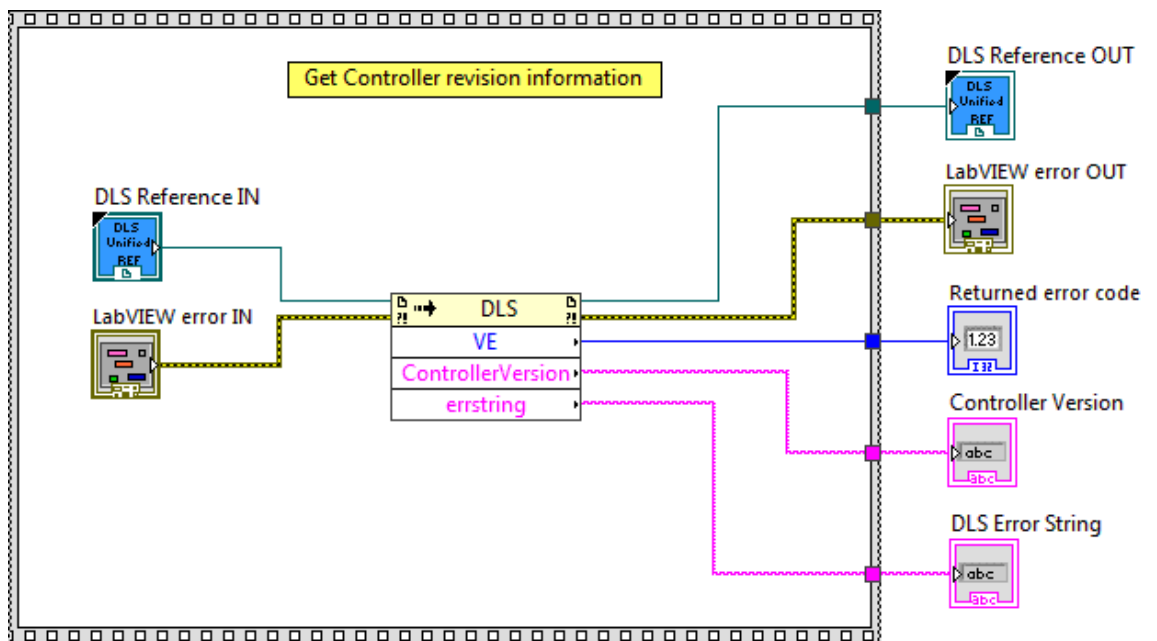 Get Controller revision information
DLS Reference OUT
DLS
Unified
REF
LabVIEW error OUT
DLS Reference IN
DLS
Unified
REF
LabVIEW error IN
?!
DLS
?!
VE
ControllerVersion
errstring
Returned error code
1.23
I32
Controller Version
abc
abc
DLS Error String
abc
abc